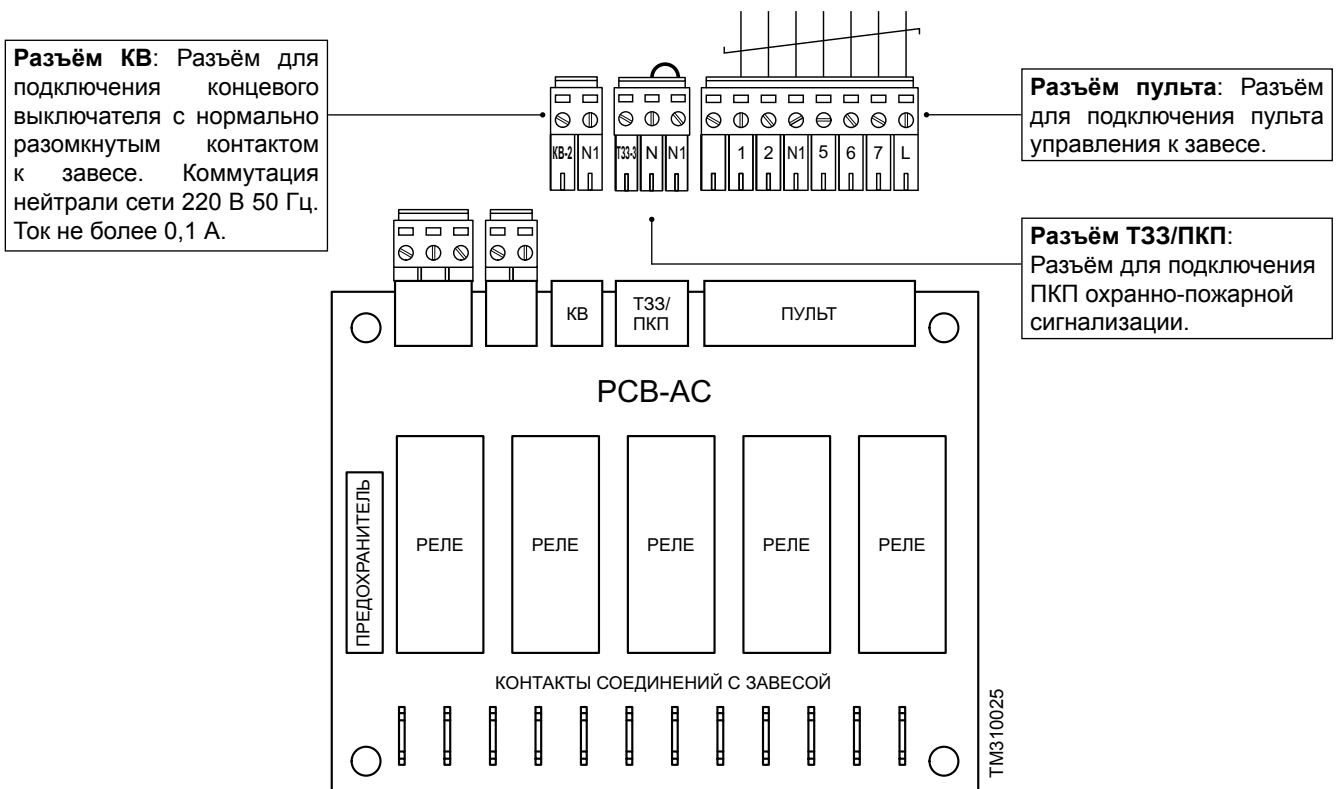 Разъём КВ: Разъём для
подключения концевого
выключателя с нормально
разомкнутым контактом
к завесе. Коммутация
нейтрали сети 220 В 50 Гц.
Ток не более 0,1 А.
КВ-2 N1
ТЗЗ-3 N N1
1 2 N1 5 6 7 L
Разъём пульта: Разъём
для подключения пульта
управления к завесе.
Разъём ТЗЗ/ПКП:
Разъём для подключения
ПКП охранно-пожарной
сигнализации.
КВ
ТЗЗ/
ПКП
ПУЛЬТ
PCB-AC
ПРЕДОХРАНИТЕЛЬ
РЕЛЕ РЕЛЕ РЕЛЕ РЕЛЕ РЕЛЕ
КОНТАКТЫ СОЕДИНЕНИЙ С ЗАВЕСОЙ
TM310025